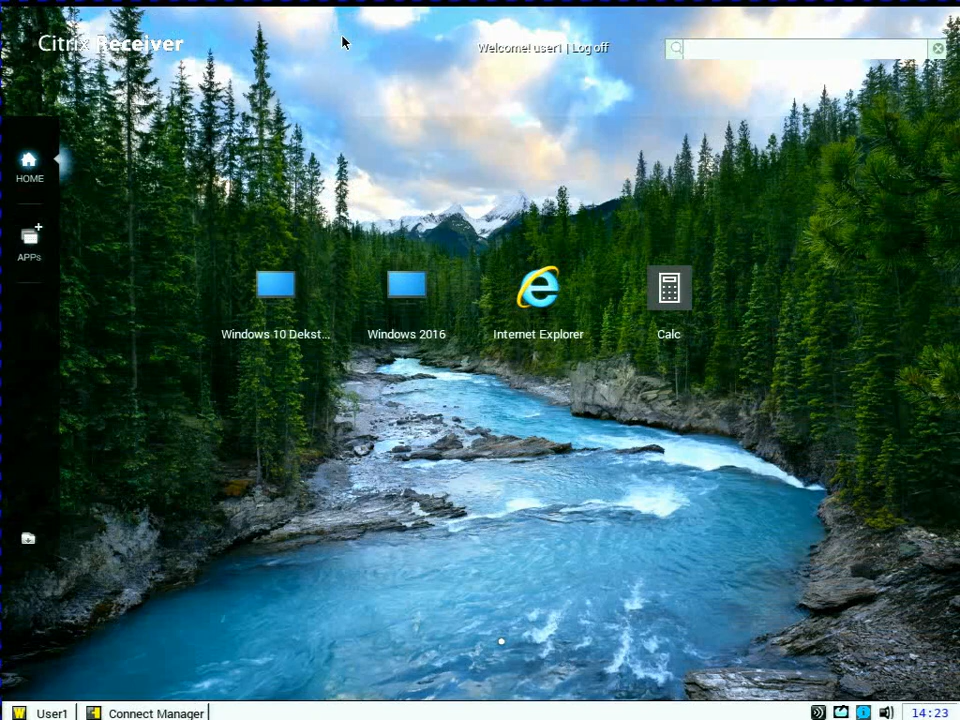 Citrix Receiver
Welcome! user1 | Log off
HOME
APPs
Windows 10 Dekst...
Windows 2016
Internet Explorer
Calc
User1
Connect Manager
14:23